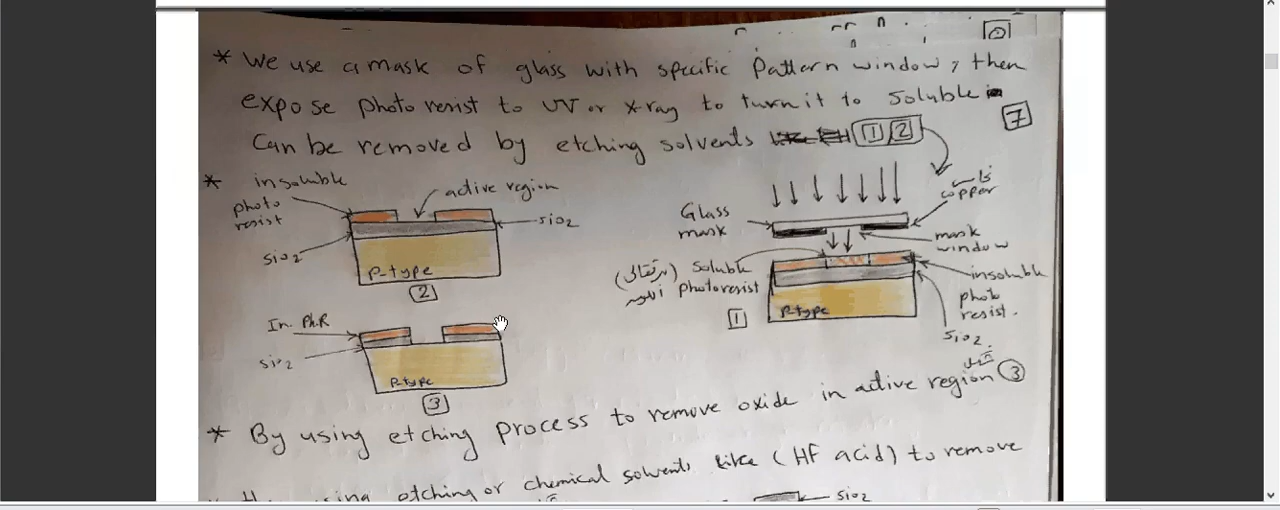 * We use a mask of glass with specific pattern window, then
expose photo resist to UV or x-ray to turn it to soluble
Can be removed by etching solvents 1 2
7
* insoluble
photo
resist
active region
SiO2
SiO2
P-type
2
Glass
mask
copper
mask
window
Soluble
photoresist
(برتقالي)
insoluble
photo
resist.
SiO2
P-type
1
In. Ph.R
SiO2
P-type
3
* By using etching process to remove oxide in active region 3
etching or chemical solvents like (HF acid) to remove
SiO2